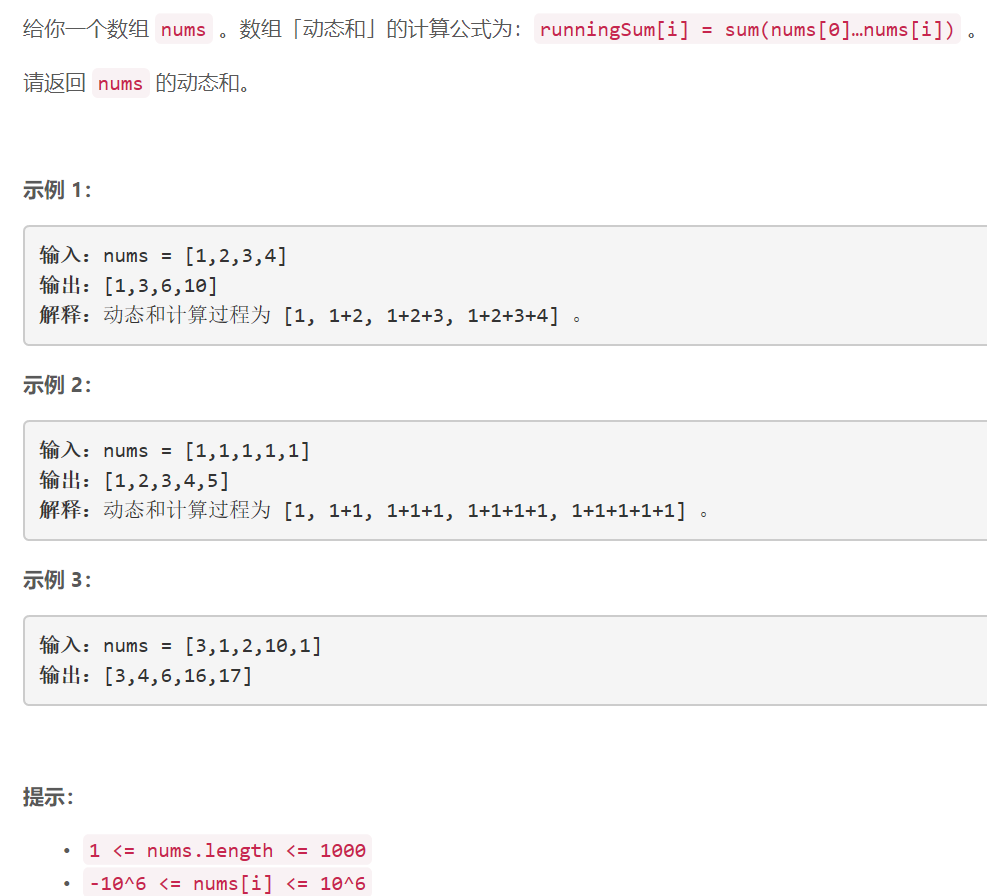 给你一个数组 nums 。数组「动态和」的计算公式为：runningSum[i] = sum(nums[0]…nums[i]) 。
请返回 nums 的动态和。
示例 1：
输入：nums = [1,2,3,4]
输出：[1,3,6,10]
解释：动态和计算过程为 [1, 1+2, 1+2+3, 1+2+3+4] 。
示例 2：
输入：nums = [1,1,1,1,1]
输出：[1,2,3,4,5]
解释：动态和计算过程为 [1, 1+1, 1+1+1, 1+1+1+1, 1+1+1+1+1] 。
示例 3：
输入：nums = [3,1,2,10,1]
输出：[3,4,6,16,17]
提示：
• 1 <= nums.length <= 1000
• -10^6 <= nums[i] <= 10^6